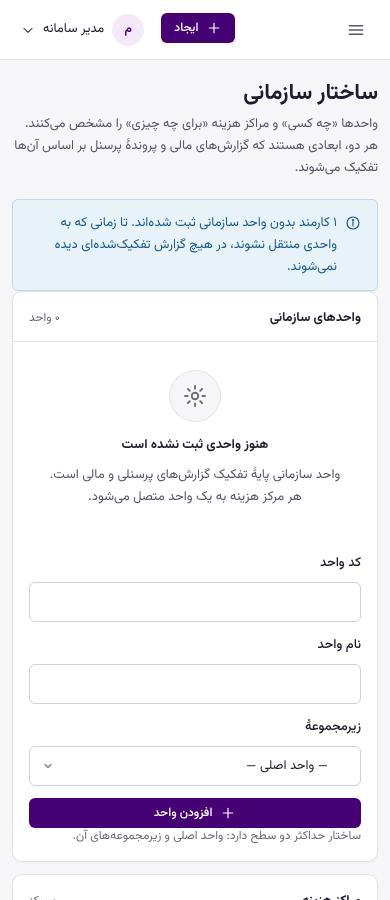 ایجاد
م
مدیر سامانه
ساختار سازمانی
واحدها «چه کسی» و مراکز هزینه «برای چه چیزی» را مشخص می‌کنند.
هر دو، ابعادی هستند که گزارش‌های مالی و پروندهٔ پرسنل بر اساس آن‌ها
تفکیک می‌شوند.
۱ کارمند بدون واحد سازمانی ثبت شده‌اند. تا زمانی که به
واحدی منتقل نشوند، در هیچ گزارش تفکیک‌شده‌ای دیده
نمی‌شوند.
واحدهای سازمانی
۰ واحد
هنوز واحدی ثبت نشده است
واحد سازمانی پایهٔ تفکیک گزارش‌های پرسنلی و مالی است.
هر مرکز هزینه به یک واحد متصل می‌شود.
کد واحد
نام واحد
زیرمجموعهٔ
— واحد اصلی —
افزودن واحد
ساختار حداکثر دو سطح دارد: واحد اصلی و زیرمجموعه‌های آن.
مراکز هزینه